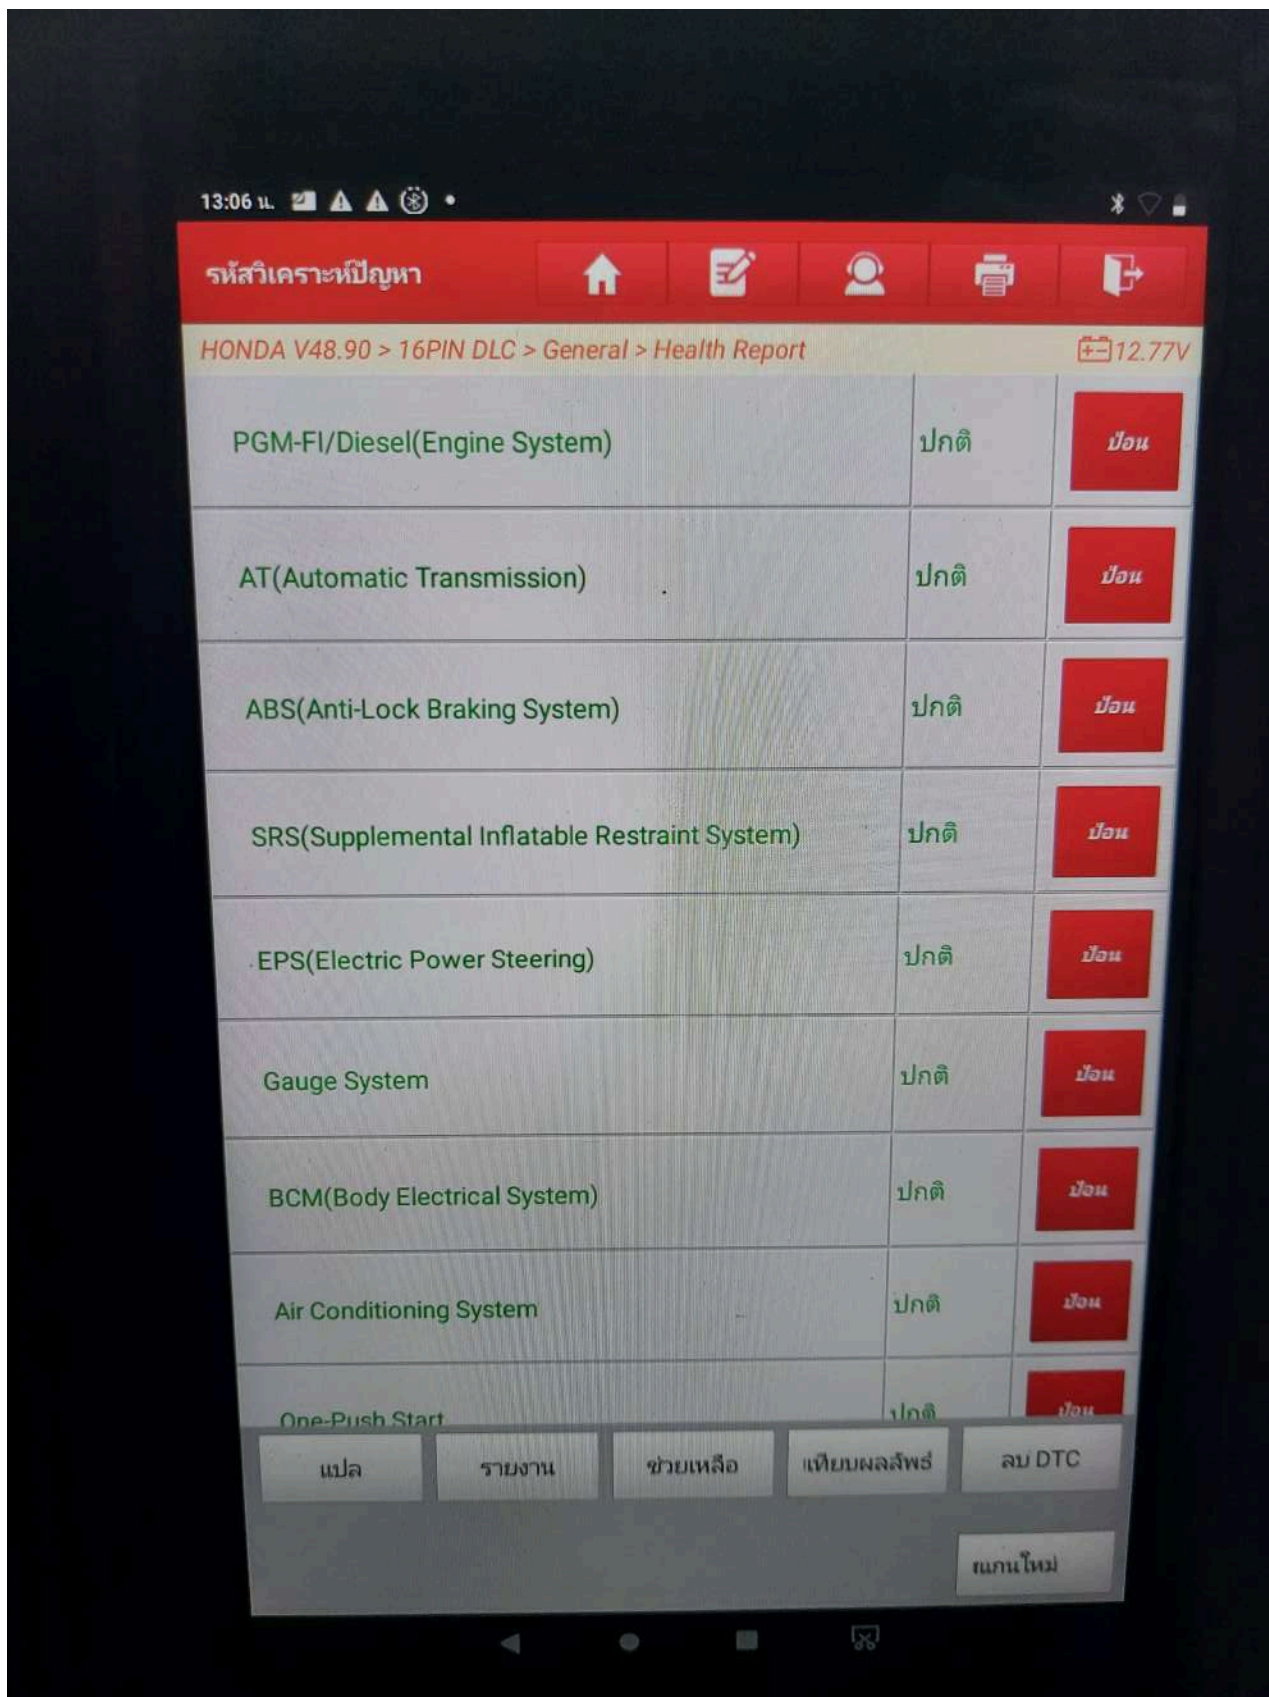 13:06 น.
รหัสวิเคราะห์ปัญหา
HONDA V48.90 > 16PIN DLC > General > Health Report 12.77V
PGM-FI/Diesel(Engine System) ปกติ ป้อน
AT(Automatic Transmission) ปกติ ป้อน
ABS(Anti-Lock Braking System) ปกติ ป้อน
SRS(Supplemental Inflatable Restraint System) ปกติ ป้อน
EPS(Electric Power Steering) ปกติ ป้อน
Gauge System ปกติ ป้อน
BCM(Body Electrical System) ปกติ ป้อน
Air Conditioning System ปกติ ป้อน
One-Push Start ปกติ ป้อน
แปล รายงาน ช่วยเหลือ เทียบผลลัพธ์ ลบ DTC
แกนใหม่